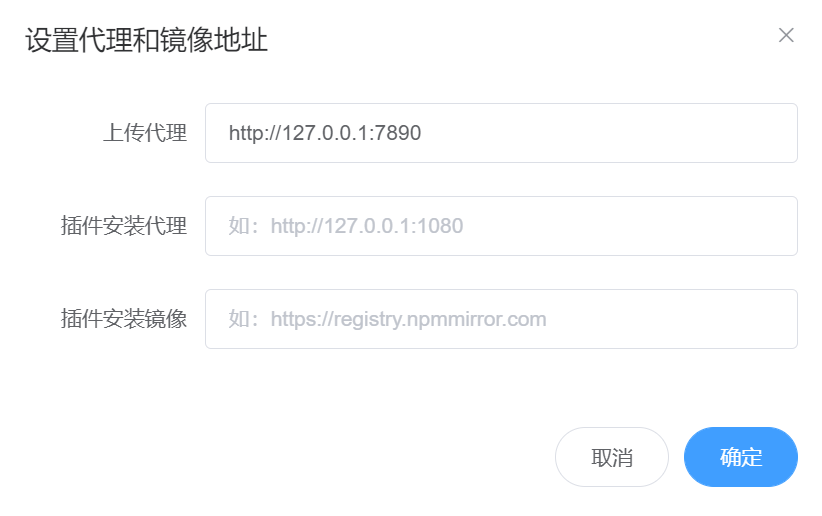 设置代理和镜像地址
上传代理 http://127.0.0.1:7890
插件安装代理 如：http://127.0.0.1:1080
插件安装镜像 如：https://registry.npmmirror.com
取消 确定